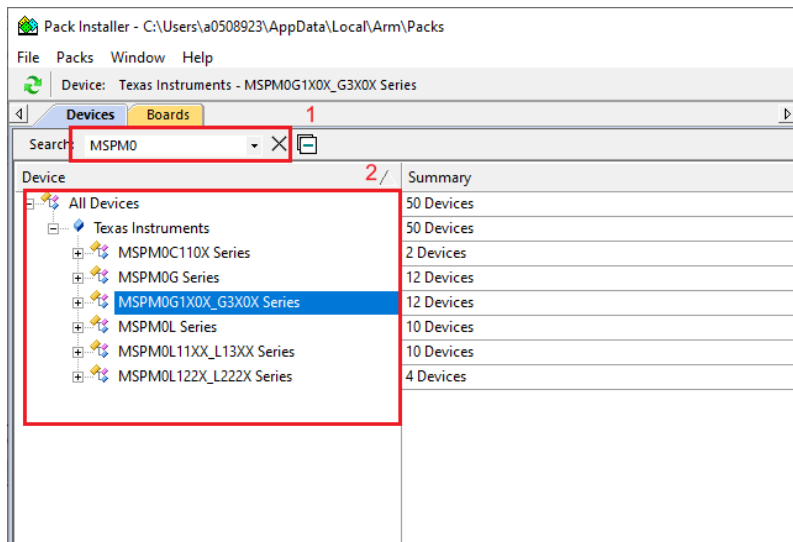 Pack Installer - C:\Users\a0508923\AppData\Local\Arm\Packs
File Packs Window Help
Device: Texas Instruments - MSPM0G1X0X_G3X0X Series
Devices Boards 1
Search: MSPM0
Device 2 Summary
All Devices 50 Devices
Texas Instruments 50 Devices
MSPM0C110X Series 2 Devices
MSPM0G Series 12 Devices
MSPM0G1X0X_G3X0X Series 12 Devices
MSPM0L Series 10 Devices
MSPM0L11XX_L13XX Series 10 Devices
MSPM0L122X_L222X Series 4 Devices